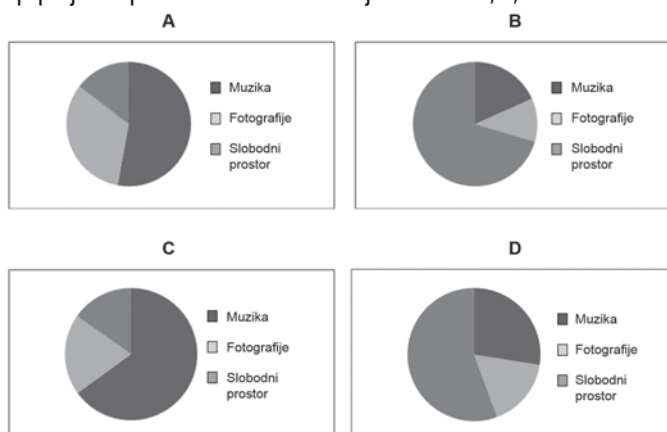 A
Muzika
Fotografije
Slobodni
prostor
B
Muzika
Fotografije
Slobodni
prostor
C
Muzika
Fotografije
Slobodni
prostor
D
Muzika
Fotografije
Slobodni
prostor